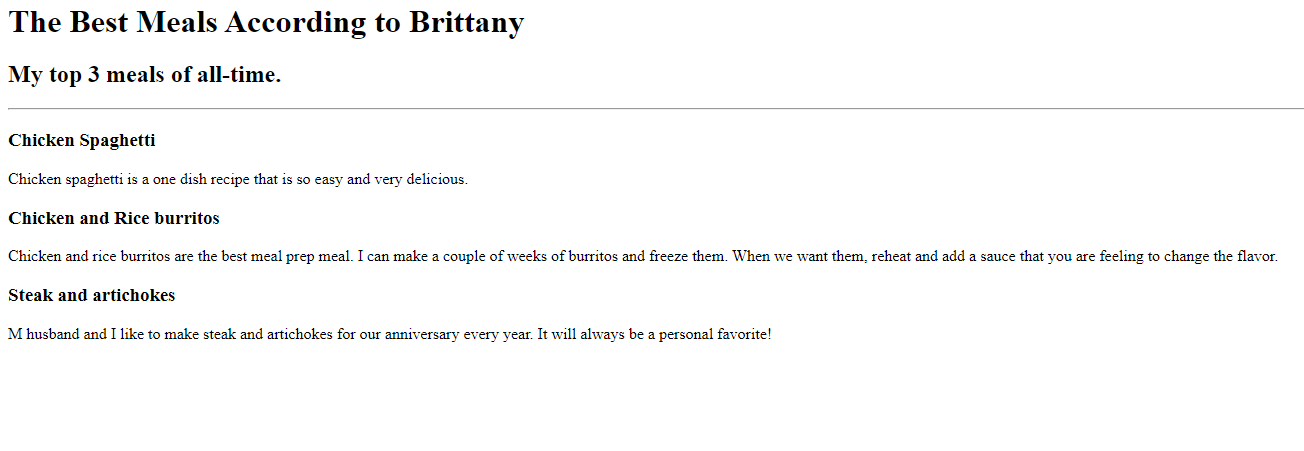 The Best Meals According to Brittany
My top 3 meals of all-time.
Chicken Spaghetti
Chicken spaghetti is a one dish recipe that is so easy and very delicious.
Chicken and Rice burritos
Chicken and rice burritos are the best meal prep meal. I can make a couple of weeks of burritos and freeze them. When we want them, reheat and add a sauce that you are feeling to change the flavor.
Steak and artichokes
M husband and I like to make steak and artichokes for our anniversary every year. It will always be a personal favorite!